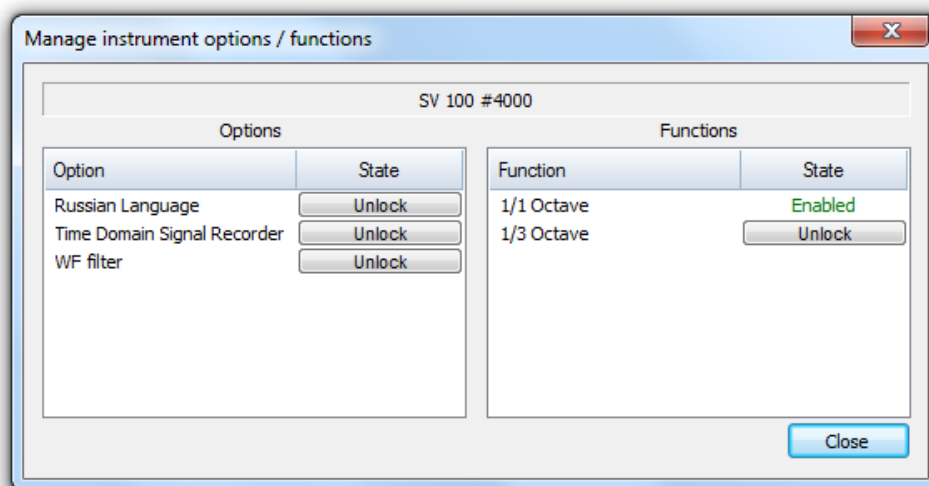 Manage instrument options / functions
SV 100 #4000
Options
Functions
Option State
Russian Language Unlock
Time Domain Signal Recorder Unlock
WF filter Unlock
Function State
1/1 Octave Enabled
1/3 Octave Unlock
Close